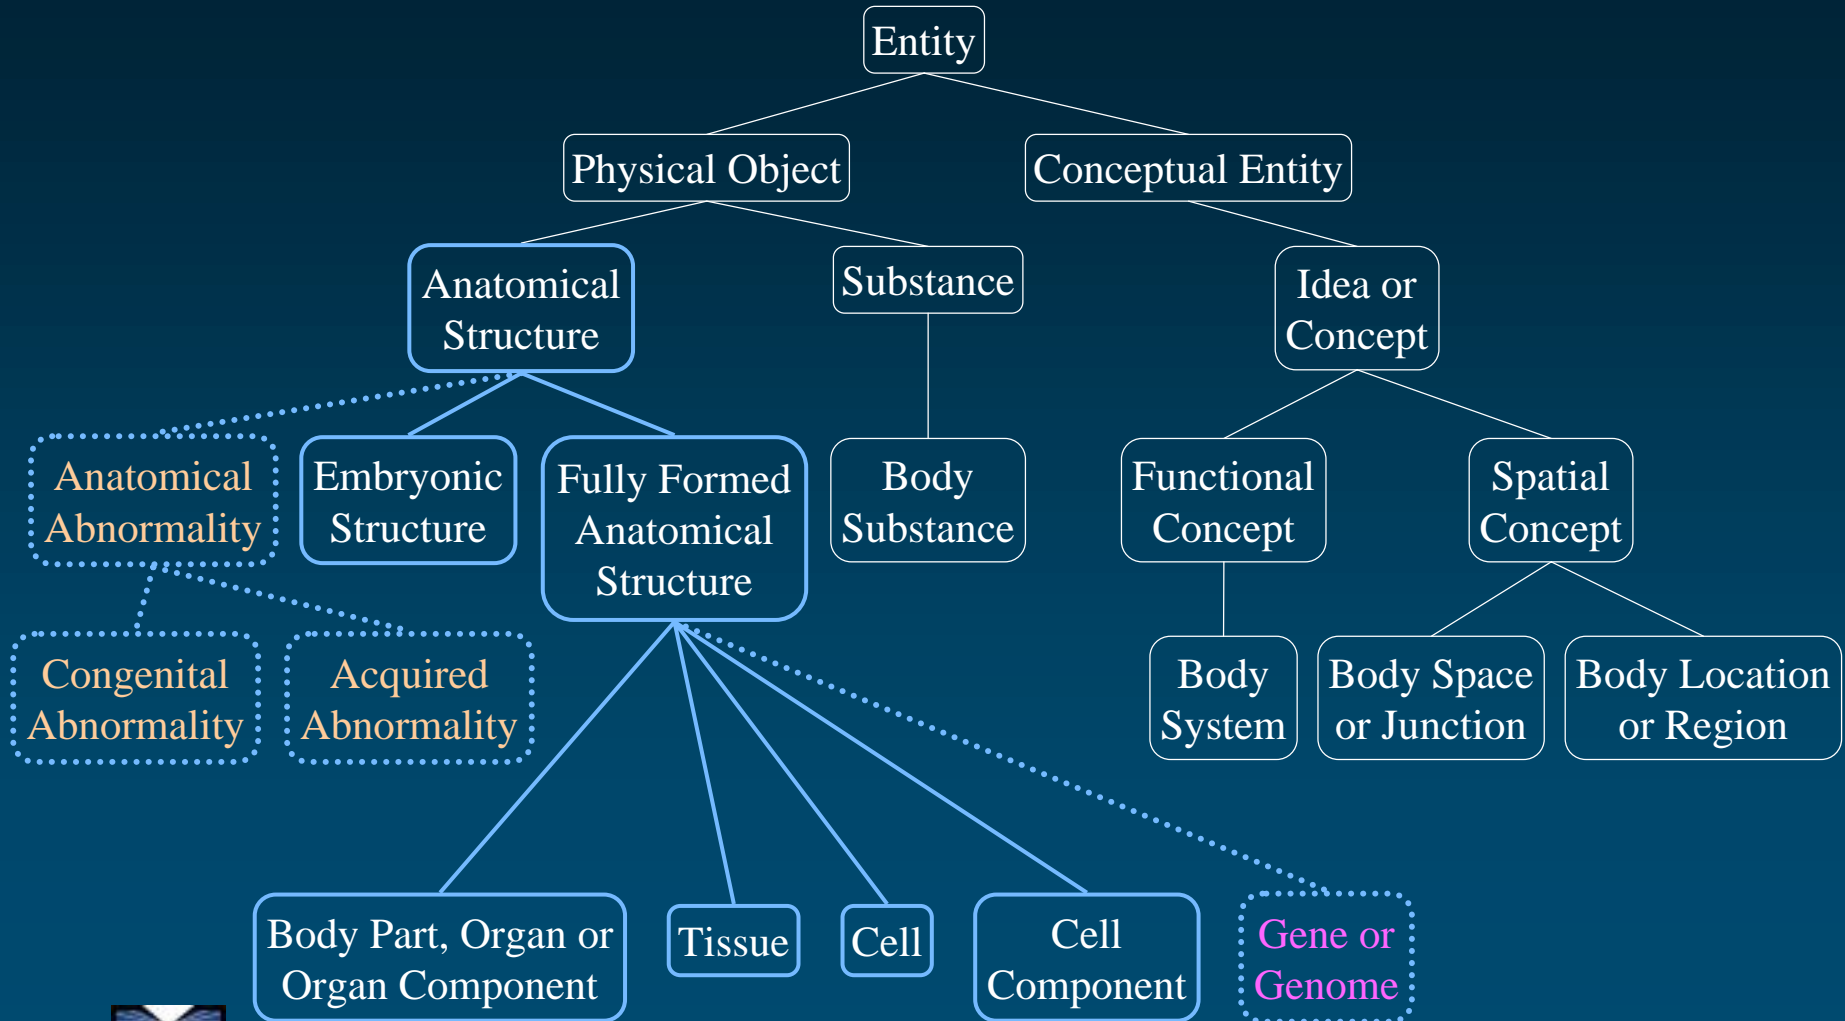 Entity
Physical Object
Conceptual Entity
Anatomical
Structure
Substance
Idea or
Concept
Anatomical
Abnormality
Embryonic
Structure
Fully Formed
Anatomical
Structure
Body
Substance
Functional
Concept
Spatial
Concept
Congenital
Abnormality
Acquired
Abnormality
Body
System
Body Space
or Junction
Body Location
or Region
Body Part, Organ or
Organ Component
Tissue
Cell
Cell
Component
Gene or
Genome